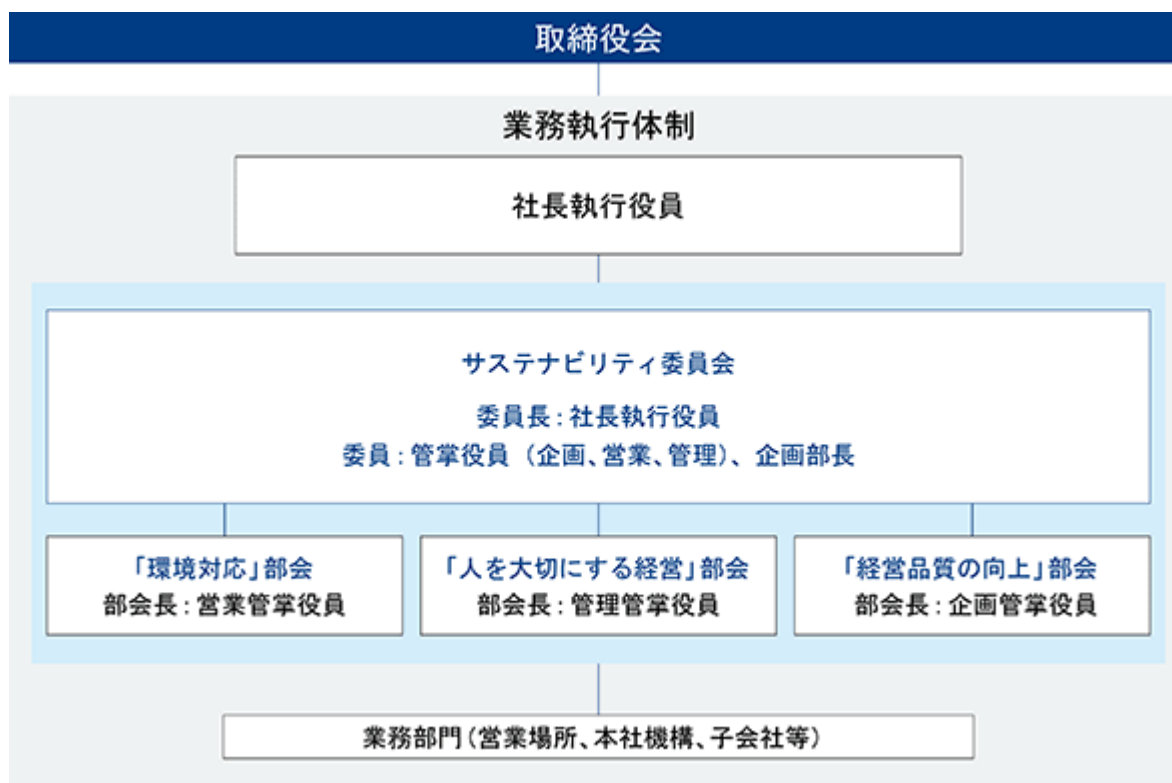 取締役会
業務執行体制
社長執行役員
サステナビリティ委員会
委員長：社長執行役員
委員：管掌役員（企画、営業、管理）、企画部長
「環境対応」部会
部会長：営業管掌役員
「人を大切にする経営」部会
部会長：管理管掌役員
「経営品質の向上」部会
部会長：企画管掌役員
業務部門（営業場所、本社機構、子会社等）